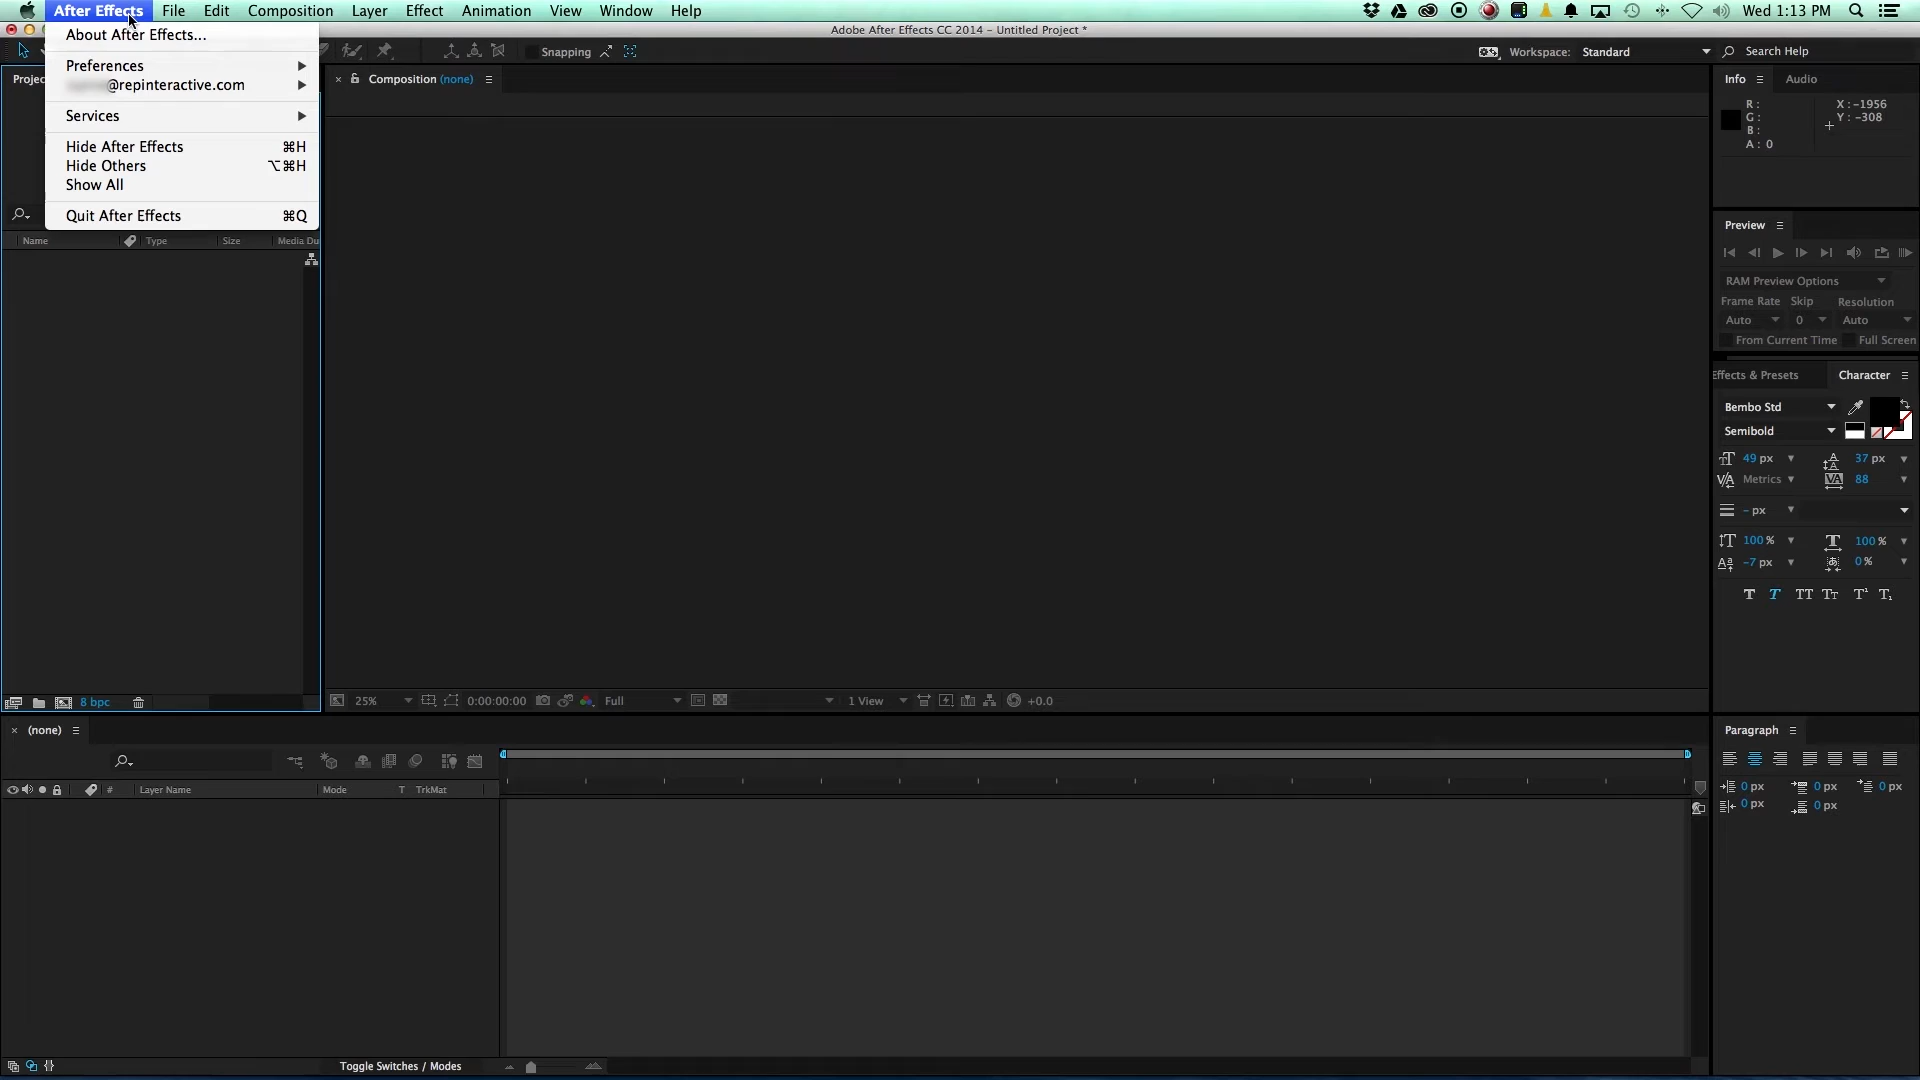 After Effects File Edit Composition Layer Effect Animation View Window Help Wed 1:13 PM
Adobe After Effects CC 2014 – Untitled Project *
About After Effects...
Preferences
@repinteractive.com
Services
Hide After Effects ⌘H
Hide Others ⌥⌘H
Show All
Quit After Effects ⌘Q
Snapping
Workspace: Standard
Search Help
Projec
Composition (none)
Name Type Size Media Du
8 bpc
25% 0:00:00:00 Full 1 View +0.0
Info Audio
R : X : -1956
G : Y : -308
B :
A : 0
Preview
RAM Preview Options
Frame Rate Skip Resolution
Auto 0 Auto
From Current Time Full Screen
Effects & Presets Character
Bembo Std
Semibold
49 px 37 px
Metrics 88
– px
100 % 100 %
-7 px 0 %
T T TT Tт T¹ T₁
(none)
# Layer Name Mode T TrkMat
Toggle Switches / Modes
Paragraph
0 px 0 px 0 px
0 px 0 px